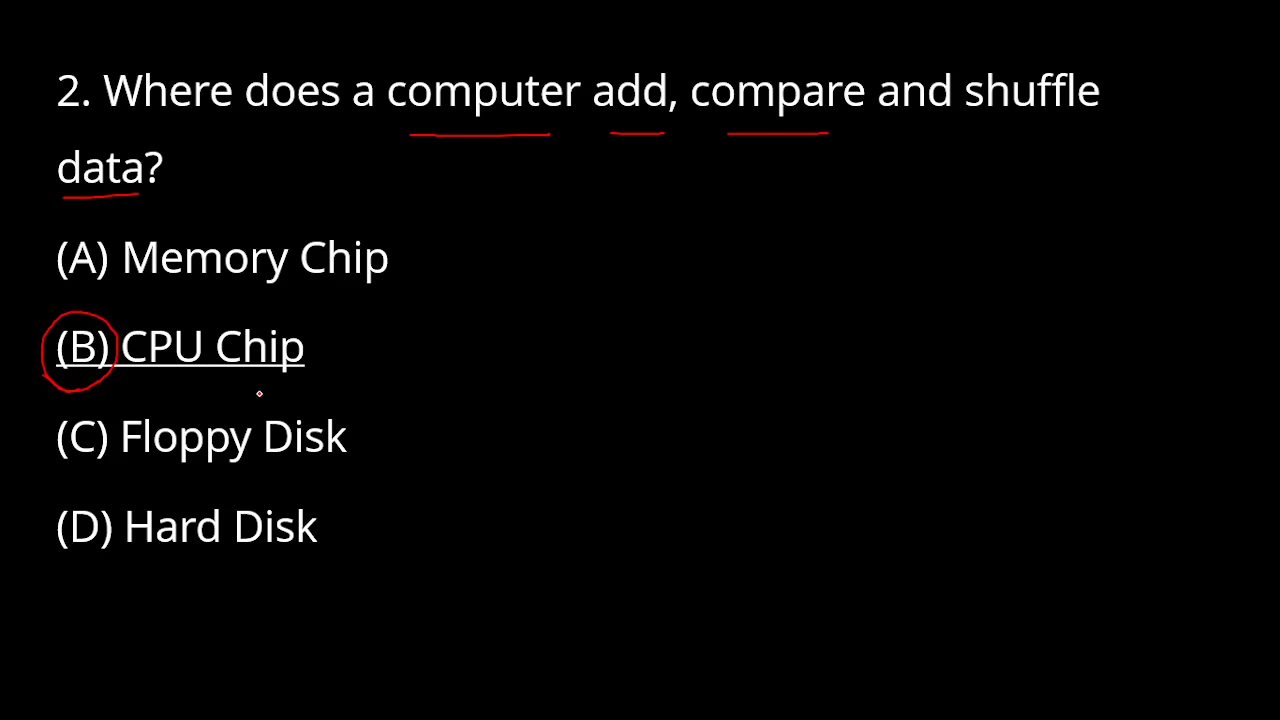 2. Where does a computer add, compare and shuffle
data?
(A) Memory Chip
(B) CPU Chip
(C) Floppy Disk
(D) Hard Disk